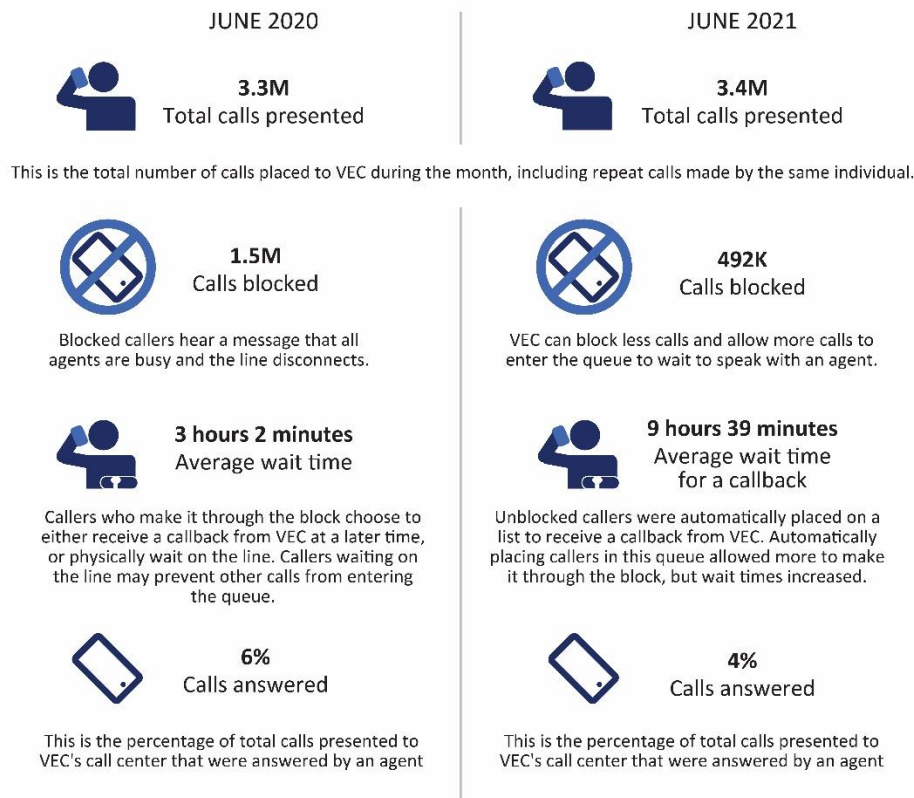 JUNE 2020
JUNE 2021
3.3M
Total calls presented
3.4M
Total calls presented
This is the total number of calls placed to VEC during the month, including repeat calls made by the same individual.
1.5M
Calls blocked
492K
Calls blocked
Blocked callers hear a message that all
agents are busy and the line disconnects.
VEC can block less calls and allow more calls to
enter the queue to wait to speak with an agent.
3 hours 2 minutes
Average wait time
9 hours 39 minutes
Average wait time
for a callback
Callers who make it through the block choose to
either receive a callback from VEC at a later time,
or physically wait on the line. Callers waiting on
the line may prevent other calls from entering
the queue.
Unblocked callers were automatically placed on a
list to receive a callback from VEC. Automatically
placing callers in this queue allowed more to make
it through the block, but wait times increased.
6%
Calls answered
4%
Calls answered
This is the percentage of total calls presented to
VEC's call center that were answered by an agent
This is the percentage of total calls presented to
VEC's call center that were answered by an agent